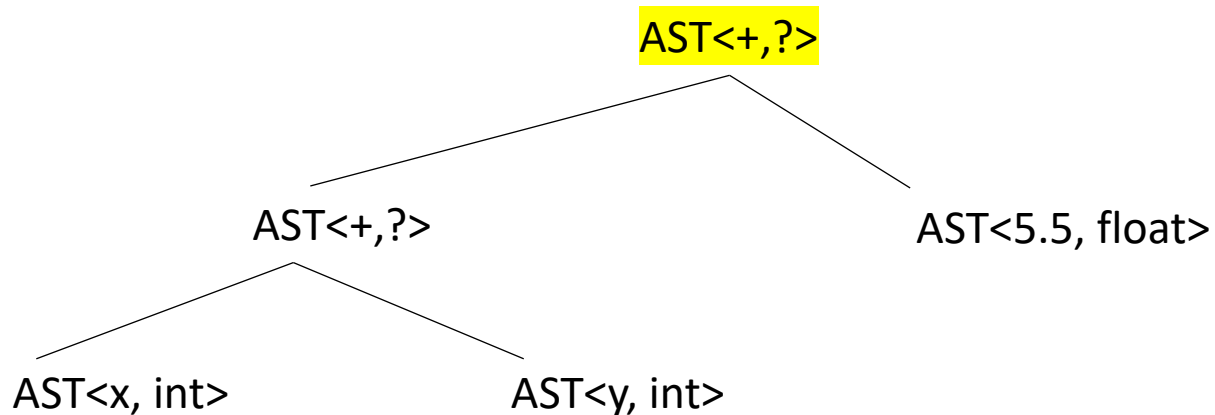 AST<+,?>
AST<+,?>
AST<5.5, float>
AST<x, int>
AST<y, int>